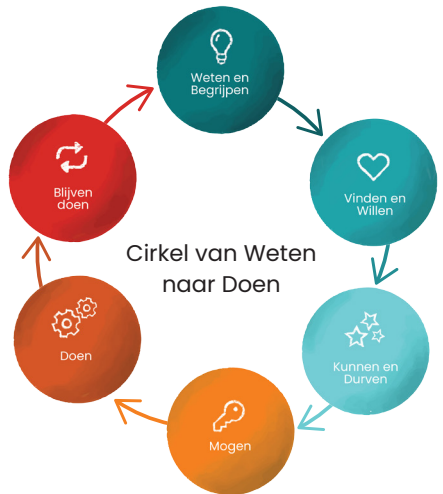 Weten en
Begrijpen
Vinden en
Willen
Kunnen en
Durven
Mogen
Doen
Blijven
doen
Cirkel van Weten
naar Doen